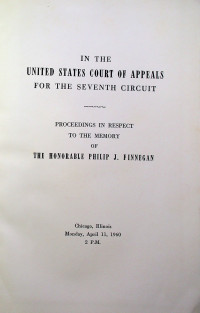 IN THE
UNITED STATES COURT OF APPEALS
FOR THE SEVENTH CIRCUIT
PROCEEDINGS IN RESPECT
TO THE MEMORY
OF
THE HONORABLE PHILIP J. FINNEGAN
Chicago, Illinois
Monday, April 11, 1960
2 P.M.